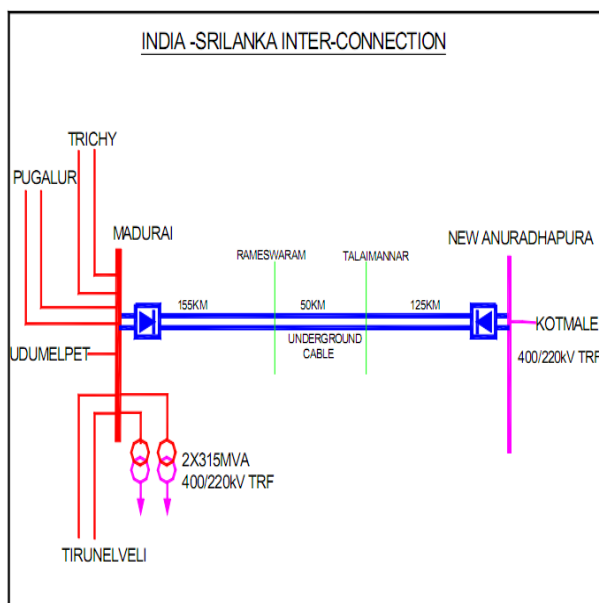 INDIA -SRILANKA INTER-CONNECTION
TRICHY
PUGALUR
MADURAI
NEW ANURADHAPURA
RAMESWARAM
TALAIMANNAR
155KM
50KM
125KM
UNDERGROUND
CABLE
KOTMALE
400/220kV TRF
UDUMELPET
2X315MVA
400/220kV TRF
TIRUNELVELI